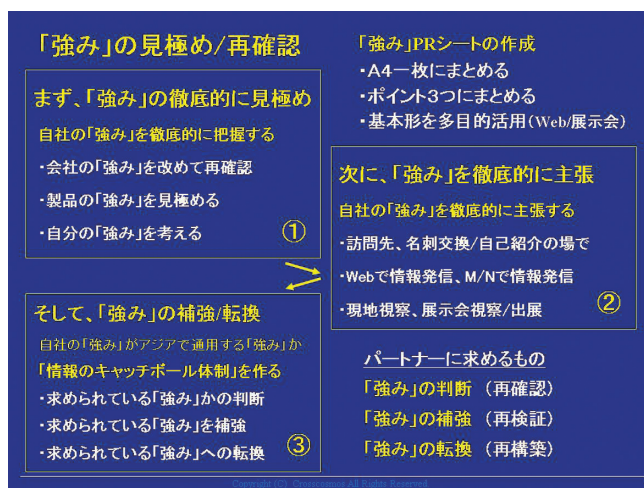 「強み」の見極め/再確認
まず、「強み」の徹底的に見極め
自社の「強み」を徹底的に把握する
・会社の「強み」を改めて再確認
・製品の「強み」を見極める
・自分の「強み」を考える
①
「強み」PRシートの作成
・A4一枚にまとめる
・ポイント3つにまとめる
・基本形を多目的活用(Web/展示会)
次に、「強み」を徹底的に主張
自社の「強み」を徹底的に主張する
・訪問先、名刺交換/自己紹介の場で
・Webで情報発信、M/Nで情報発信
・現地視察、展示会視察/出展
②
そして、「強み」の補強/転換
自社の「強み」がアジアで通用する「強み」か
「情報のキャッチボール体制」を作る
・求められている「強み」かの判断
・求められている「強み」を補強
・求められている「強み」への転換
③
パートナーに求めるもの
「強み」の判断 (再確認)
「強み」の補強 (再検証)
「強み」の転換 (再構築)
Copyright (C) Crosscosmos All Rights Reserved